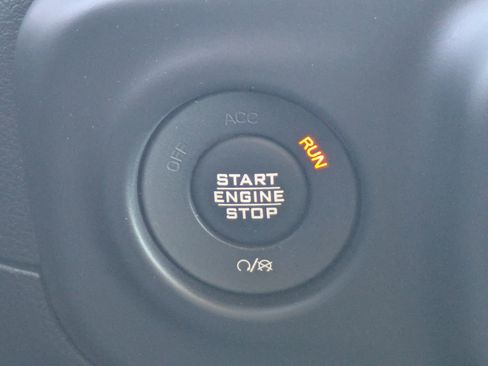 ACC
OFF
RUN
START
ENGINE
STOP